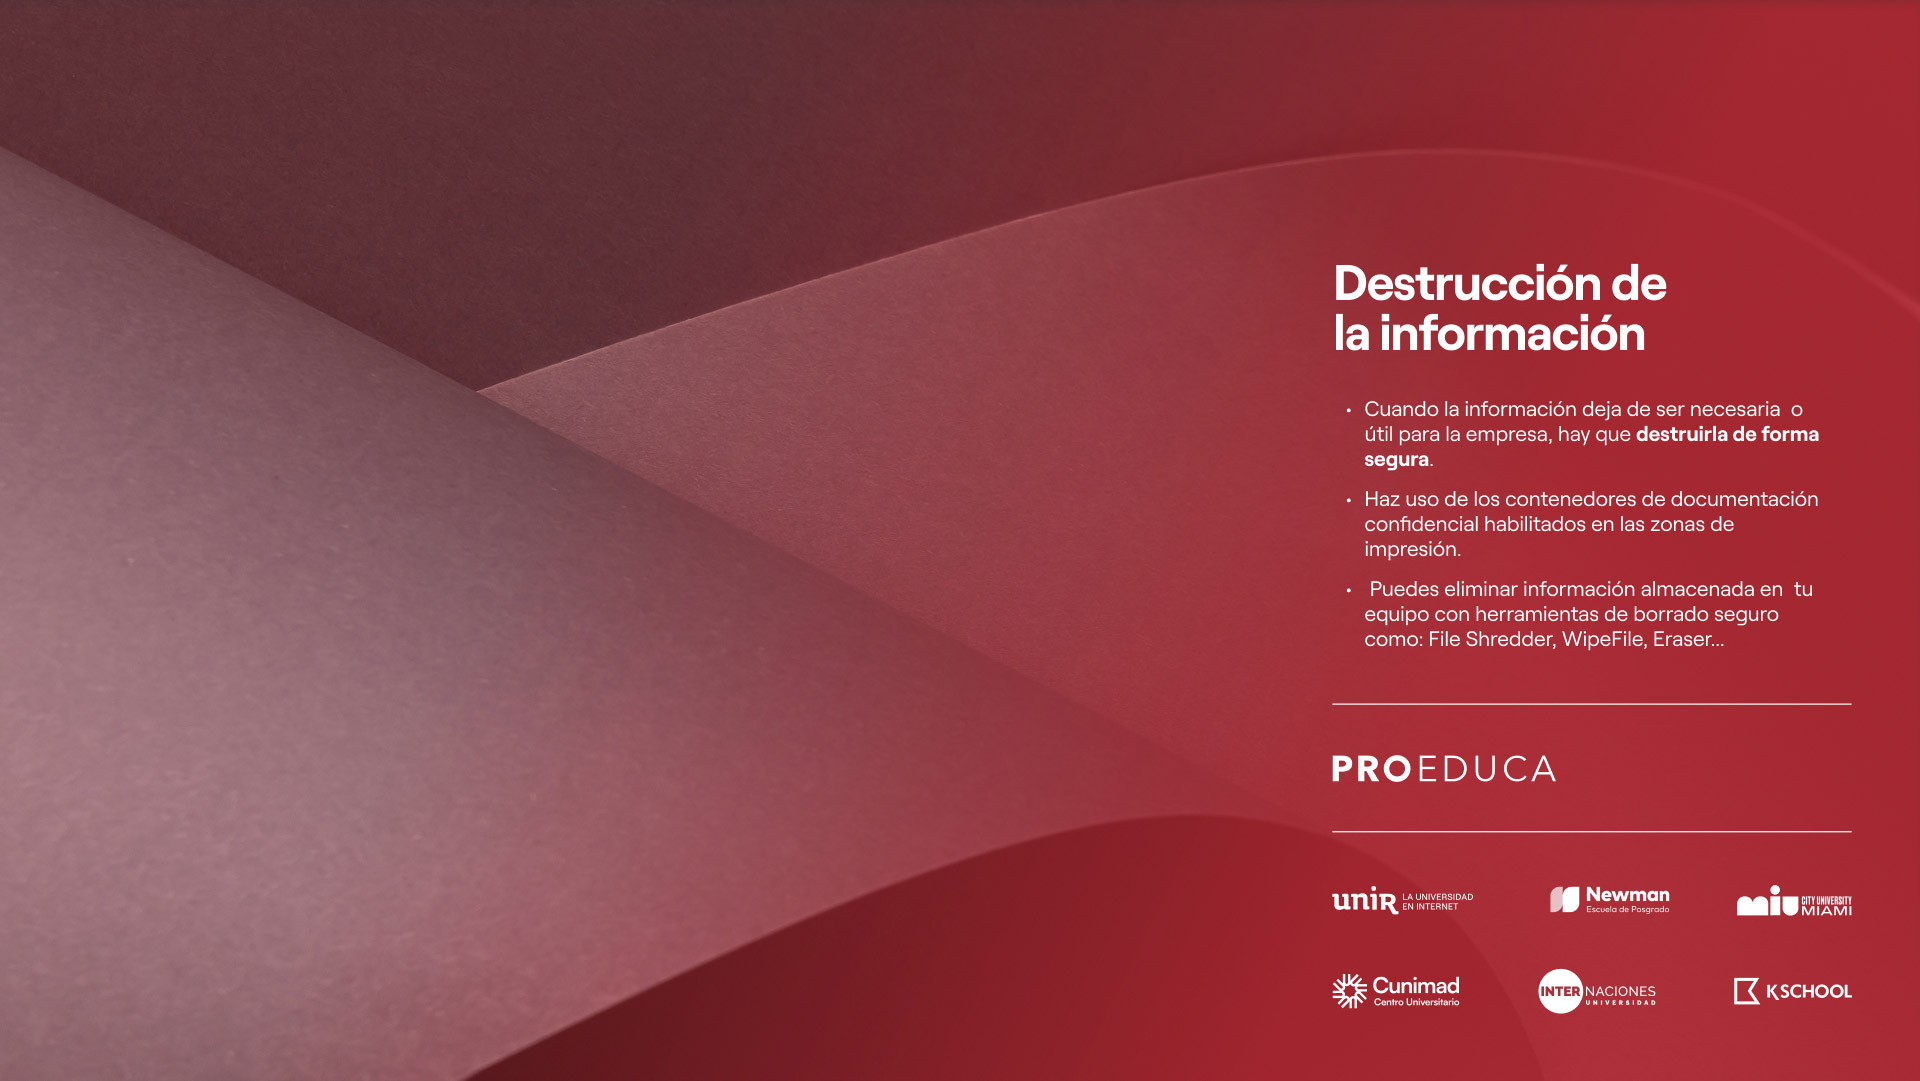 Destrucción de
la información
• Cuando la información deja de ser necesaria  o
útil para la empresa, hay que destruirla de forma
segura.
• Haz uso de los contenedores de documentación
confidencial habilitados en las zonas de
impresión.
•  Puedes eliminar información almacenada en  tu
equipo con herramientas de borrado seguro
como: File Shredder, WipeFile, Eraser...
PROEDUCA
unir LA UNIVERSIDAD
EN INTERNET
Newman
Escuela de Posgrado
miu CITY UNIVERSITY
MIAMI
Cunimad
Centro Universitario
INTERNACIONES
UNIVERSIDAD
KSCHOOL